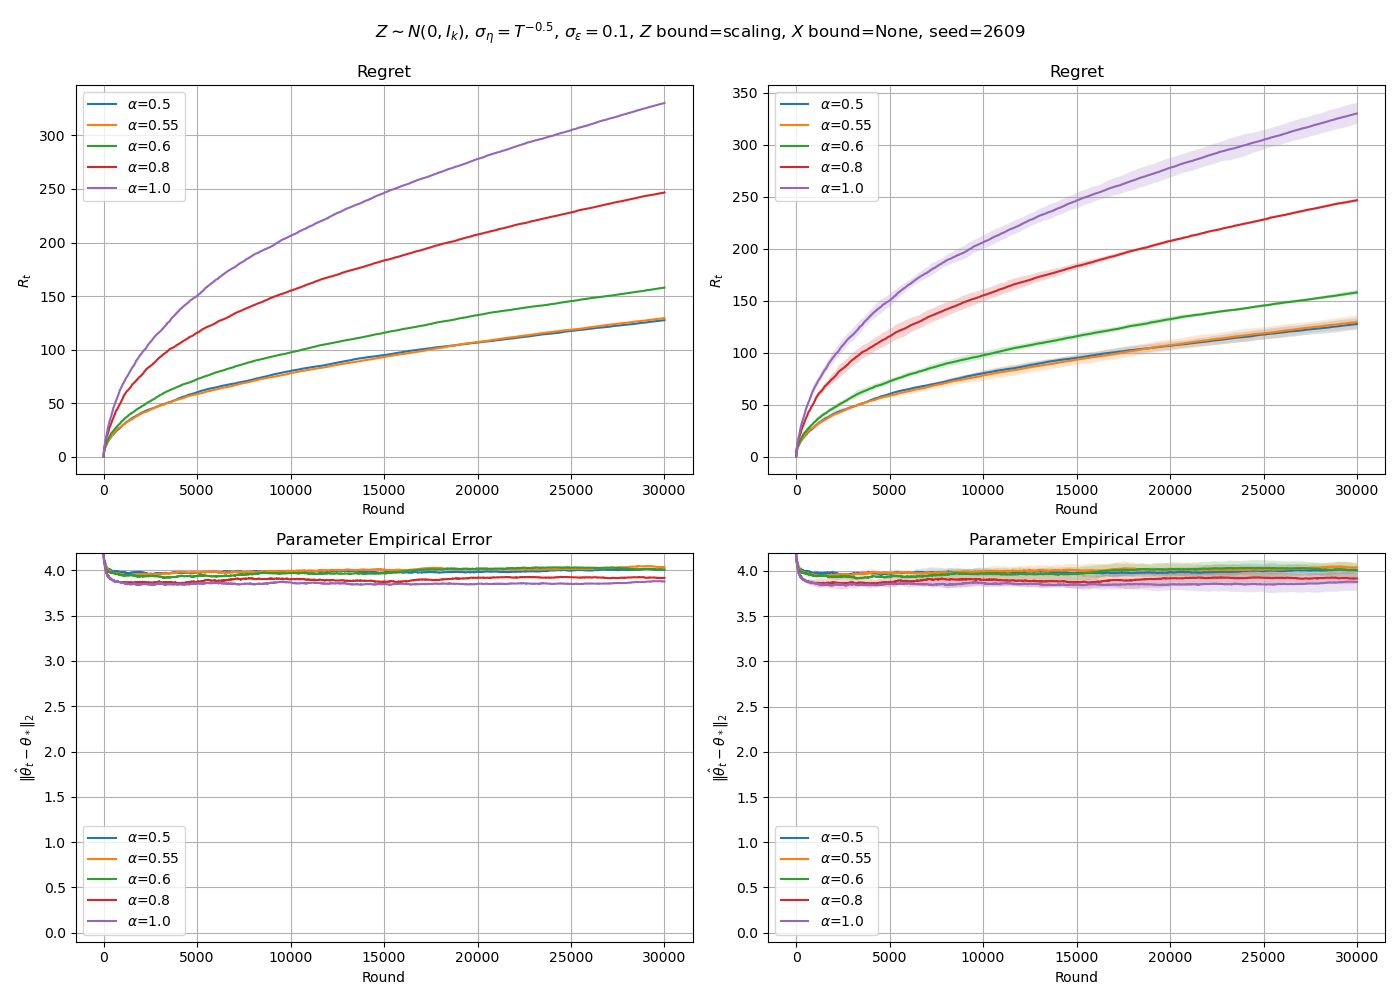 Z ~ N(0, I_k), σ_η = T^{-0.5}, σ_ε = 0.1, Z bound=scaling, X bound=None, seed=2609
Regret
R_t
300
250
200
150
100
50
0
α=0.5
α=0.55
α=0.6
α=0.8
α=1.0
0 5000 10000 15000 20000 25000 30000
Round
Regret
R_t
350
300
250
200
150
100
50
0
α=0.5
α=0.55
α=0.6
α=0.8
α=1.0
0 5000 10000 15000 20000 25000 30000
Round
Parameter Empirical Error
‖θ̂_t − θ_*‖_2
4.0
3.5
3.0
2.5
2.0
1.5
1.0
0.5
0.0
α=0.5
α=0.55
α=0.6
α=0.8
α=1.0
0 5000 10000 15000 20000 25000 30000
Round
Parameter Empirical Error
‖θ̂_t − θ_*‖_2
4.0
3.5
3.0
2.5
2.0
1.5
1.0
0.5
0.0
α=0.5
α=0.55
α=0.6
α=0.8
α=1.0
0 5000 10000 15000 20000 25000 30000
Round